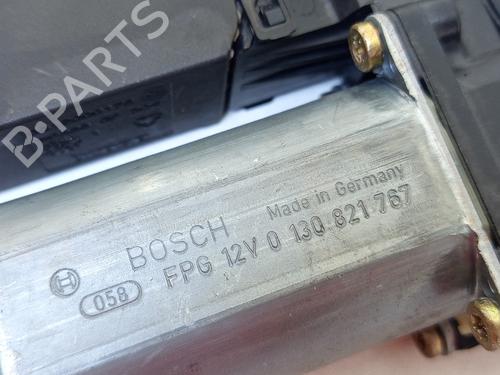 B-PARTS
Made in Germany
BOSCH
FPG 12V 0 130 821 767
058